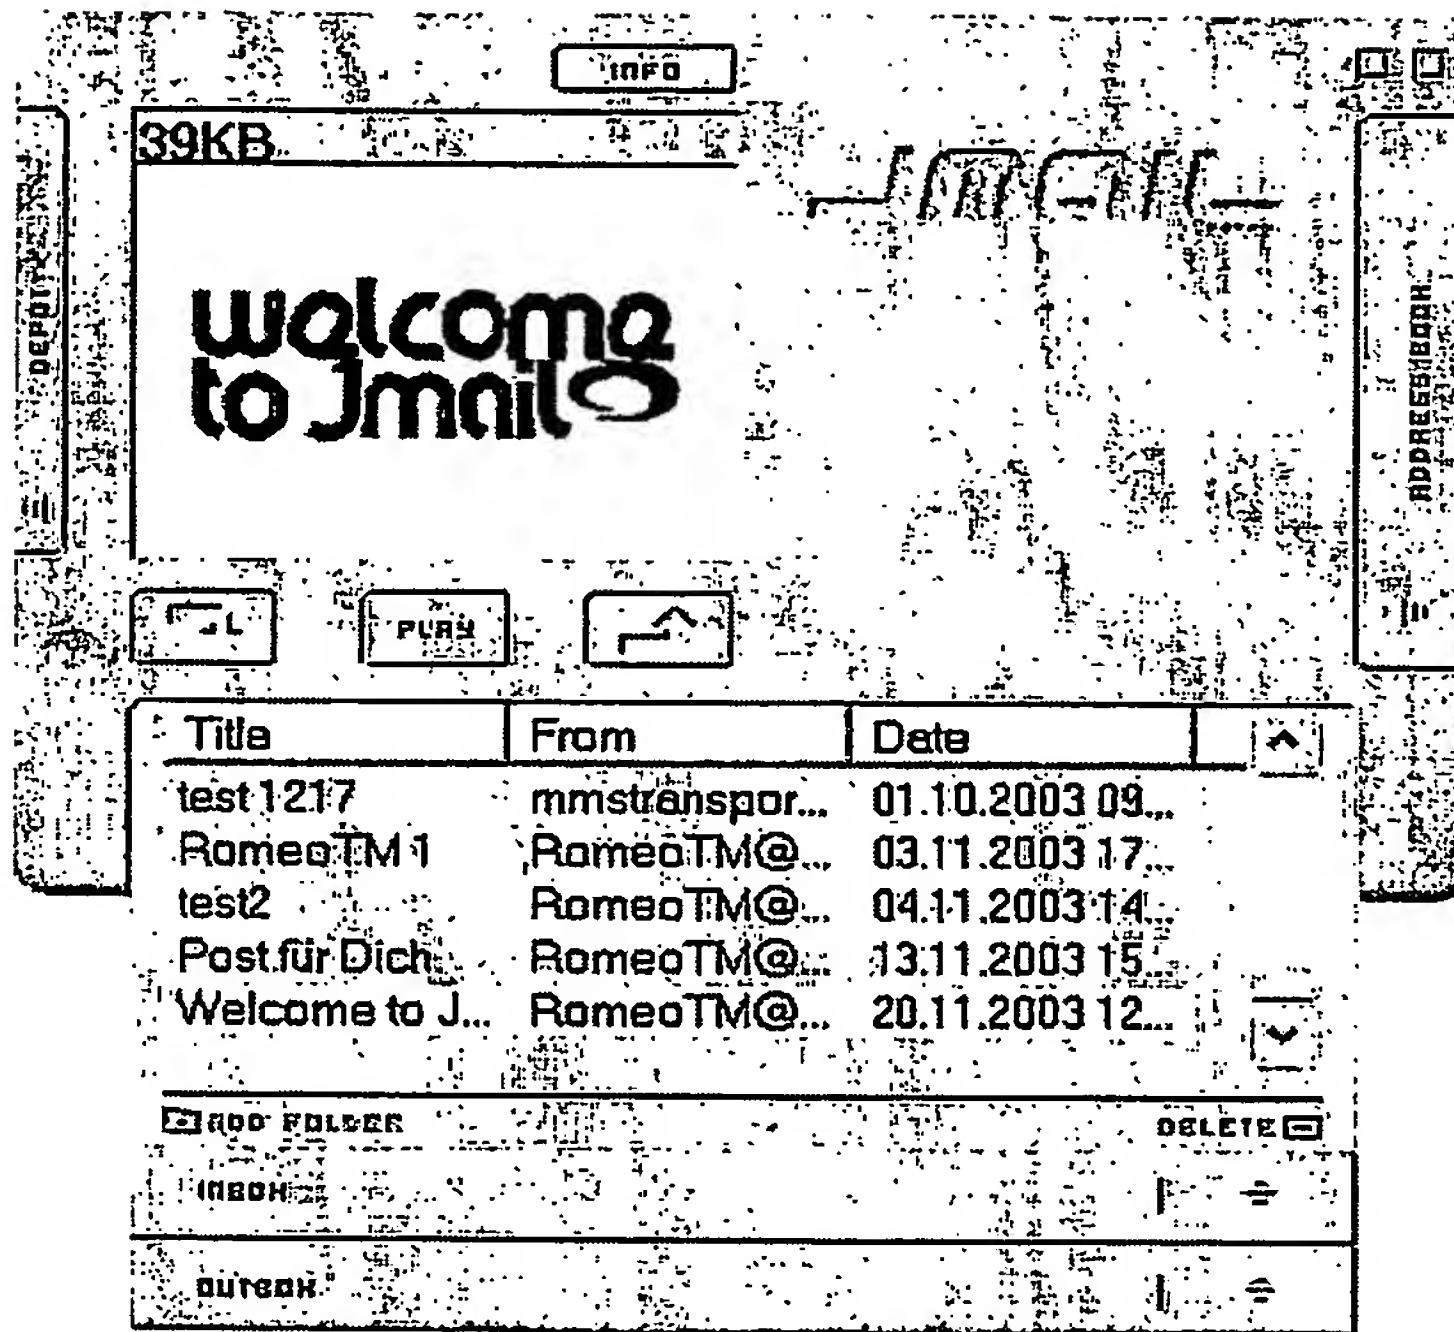 INFO
39KB
Jmail
welcome
to Jmail
DEPOT
ADDRESSBOOK
PLAY
Title From Date
test 1217 mmstranspor... 01.10.2003 09...
RomeoTM 1 RomeoTM@... 03.11.2003 17...
test2 RomeoTM@... 04.11.2003 14...
Post für Dich RomeoTM@... 13.11.2003 15...
Welcome to J... RomeoTM@... 20.11.2003 12...
ADD FOLDER DELETE
INBOX
OUTBOX